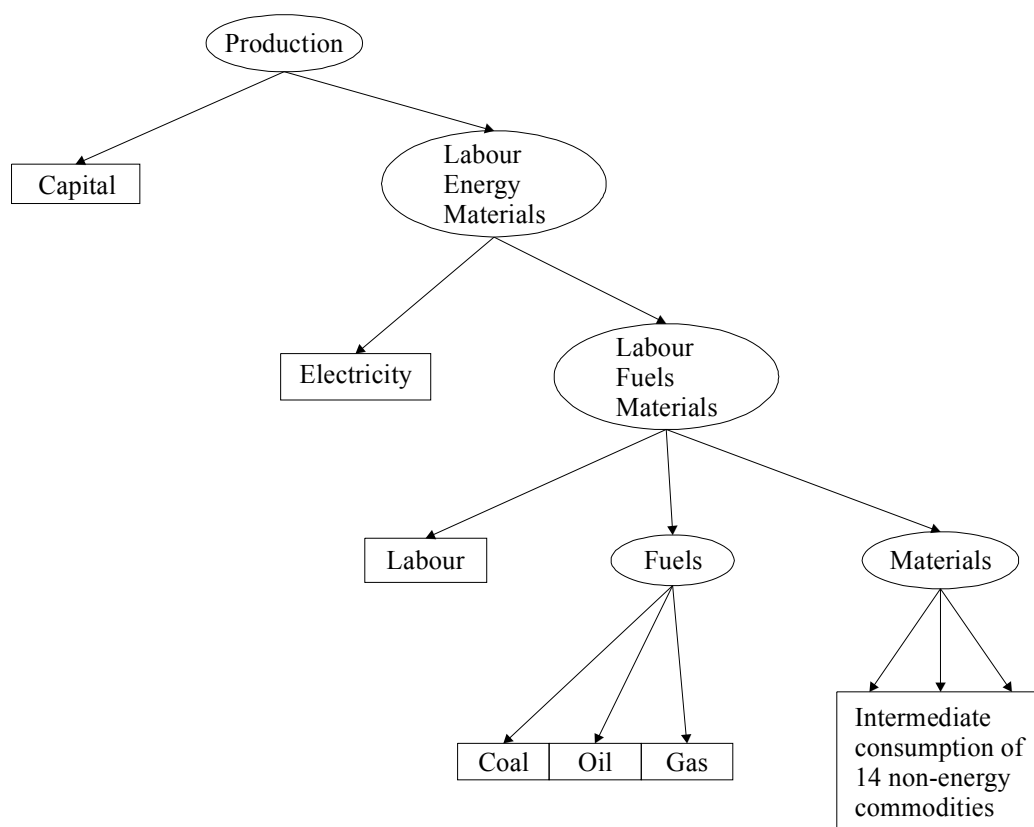 Production
Capital
Labour
Energy
Materials
Electricity
Labour
Fuels
Materials
Labour
Fuels
Materials
Coal
Oil
Gas
Intermediate
consumption of
14 non-energy
commodities